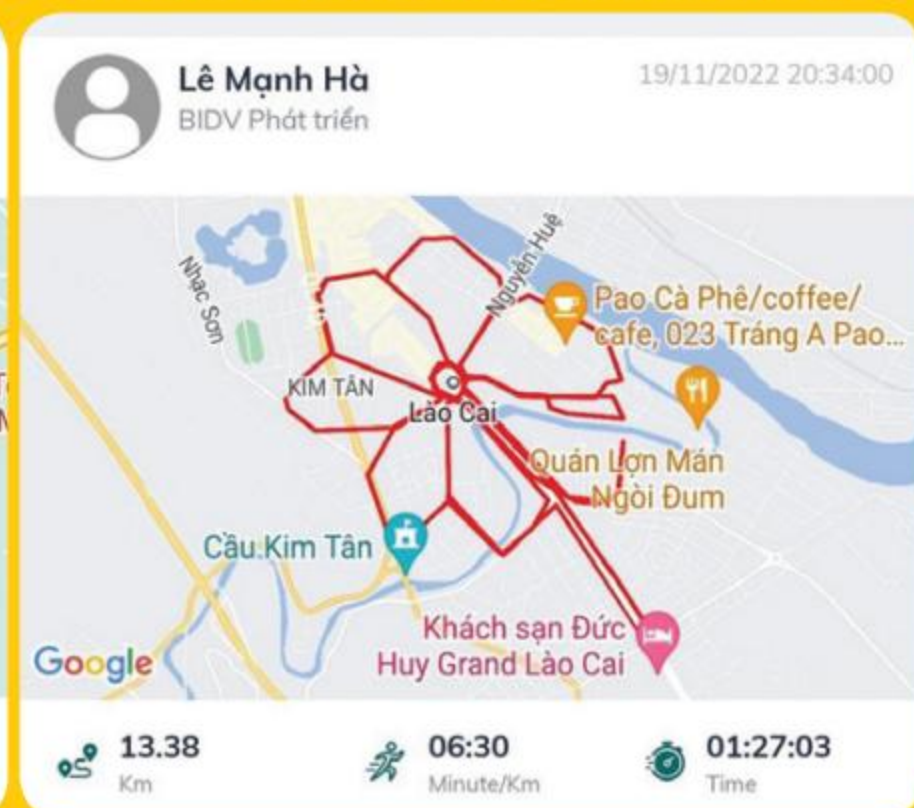 Lê Mạnh Hà
19/11/2022 20:34:00
BIDV Phát triển
Nhạc Sơn
Nguyễn Huệ
Pao Cà Phê/coffee/
cafe, 023 Tráng A Pao...
KIM TÂN
Lào Cai
Quán Lợn Mán
Ngòi Đum
Cầu Kim Tân
Khách sạn Đức
Huy Grand Lào Cai
Google
13.38
Km
06:30
Minute/Km
01:27:03
Time